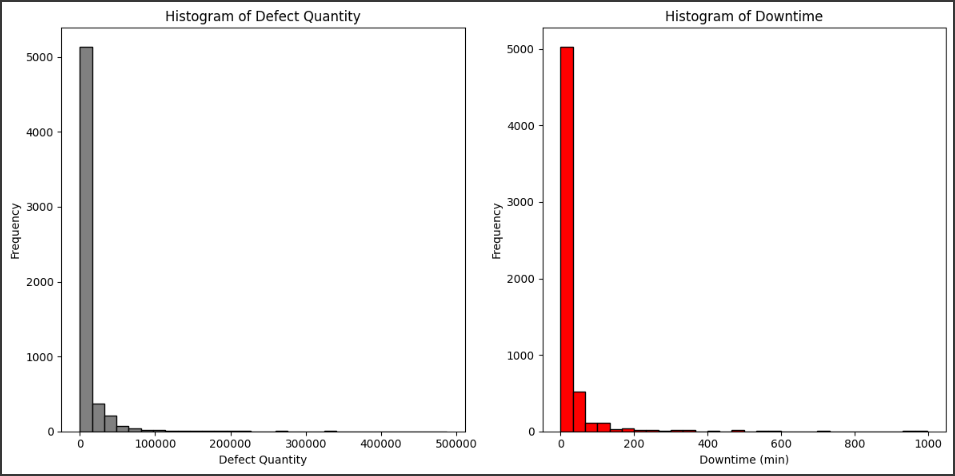 Histogram of Defect Quantity
5000
4000
3000
2000
1000
0
Frequency
0 100000 200000 300000 400000 500000
Defect Quantity
Histogram of Downtime
5000
4000
3000
2000
1000
0
Frequency
0 200 400 600 800 1000
Downtime (min)